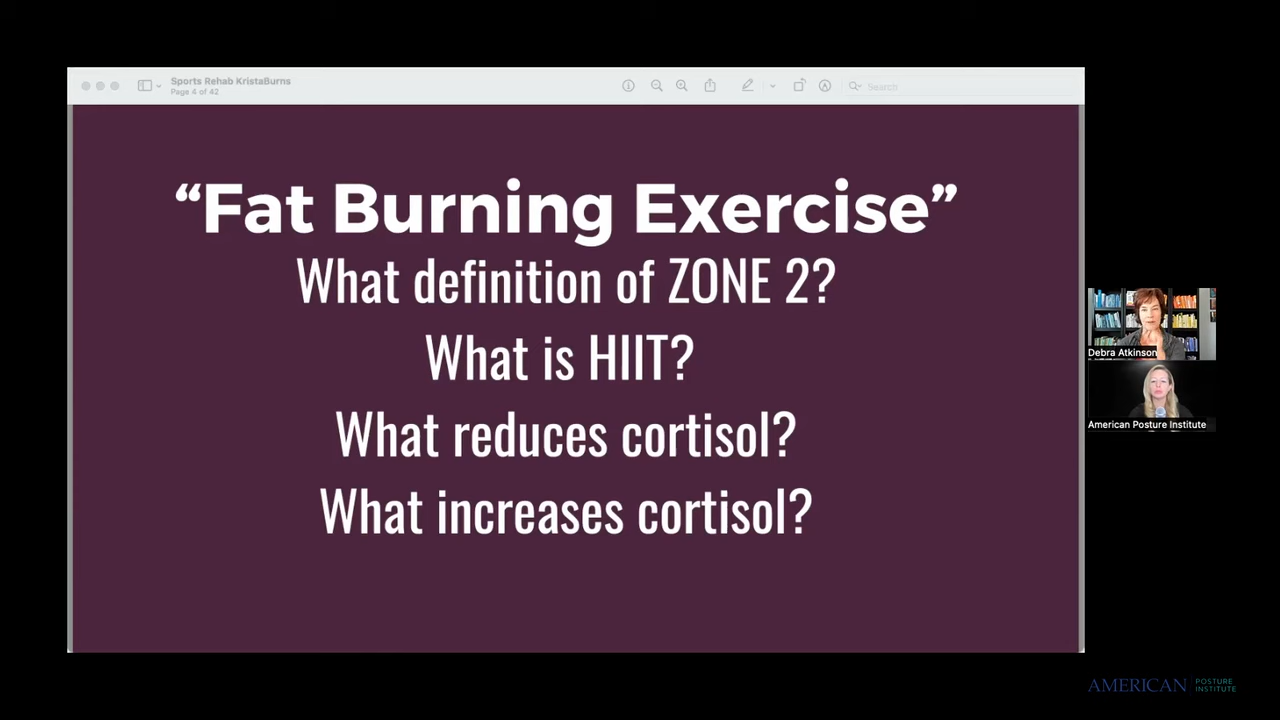 Sports Rehab KristaBurns
Page 4 of 42
Search
“Fat Burning Exercise”
What definition of ZONE 2?
What is HIIT?
What reduces cortisol?
What increases cortisol?
Debra Atkinson
American Posture Institute
AMERICAN POSTURE INSTITUTE